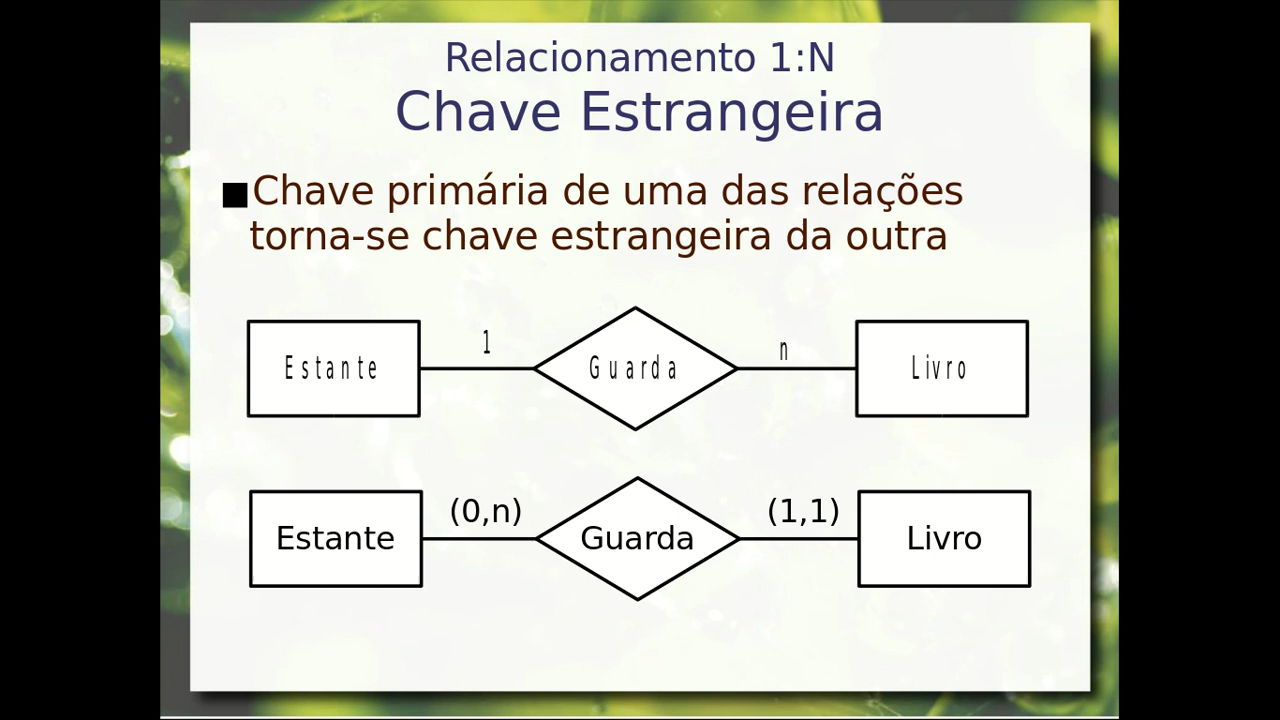 Relacionamento 1:N
Chave Estrangeira
Chave primária de uma das relações
torna-se chave estrangeira da outra
Estante 1 Guarda n Livro
Estante (0,n) Guarda (1,1) Livro